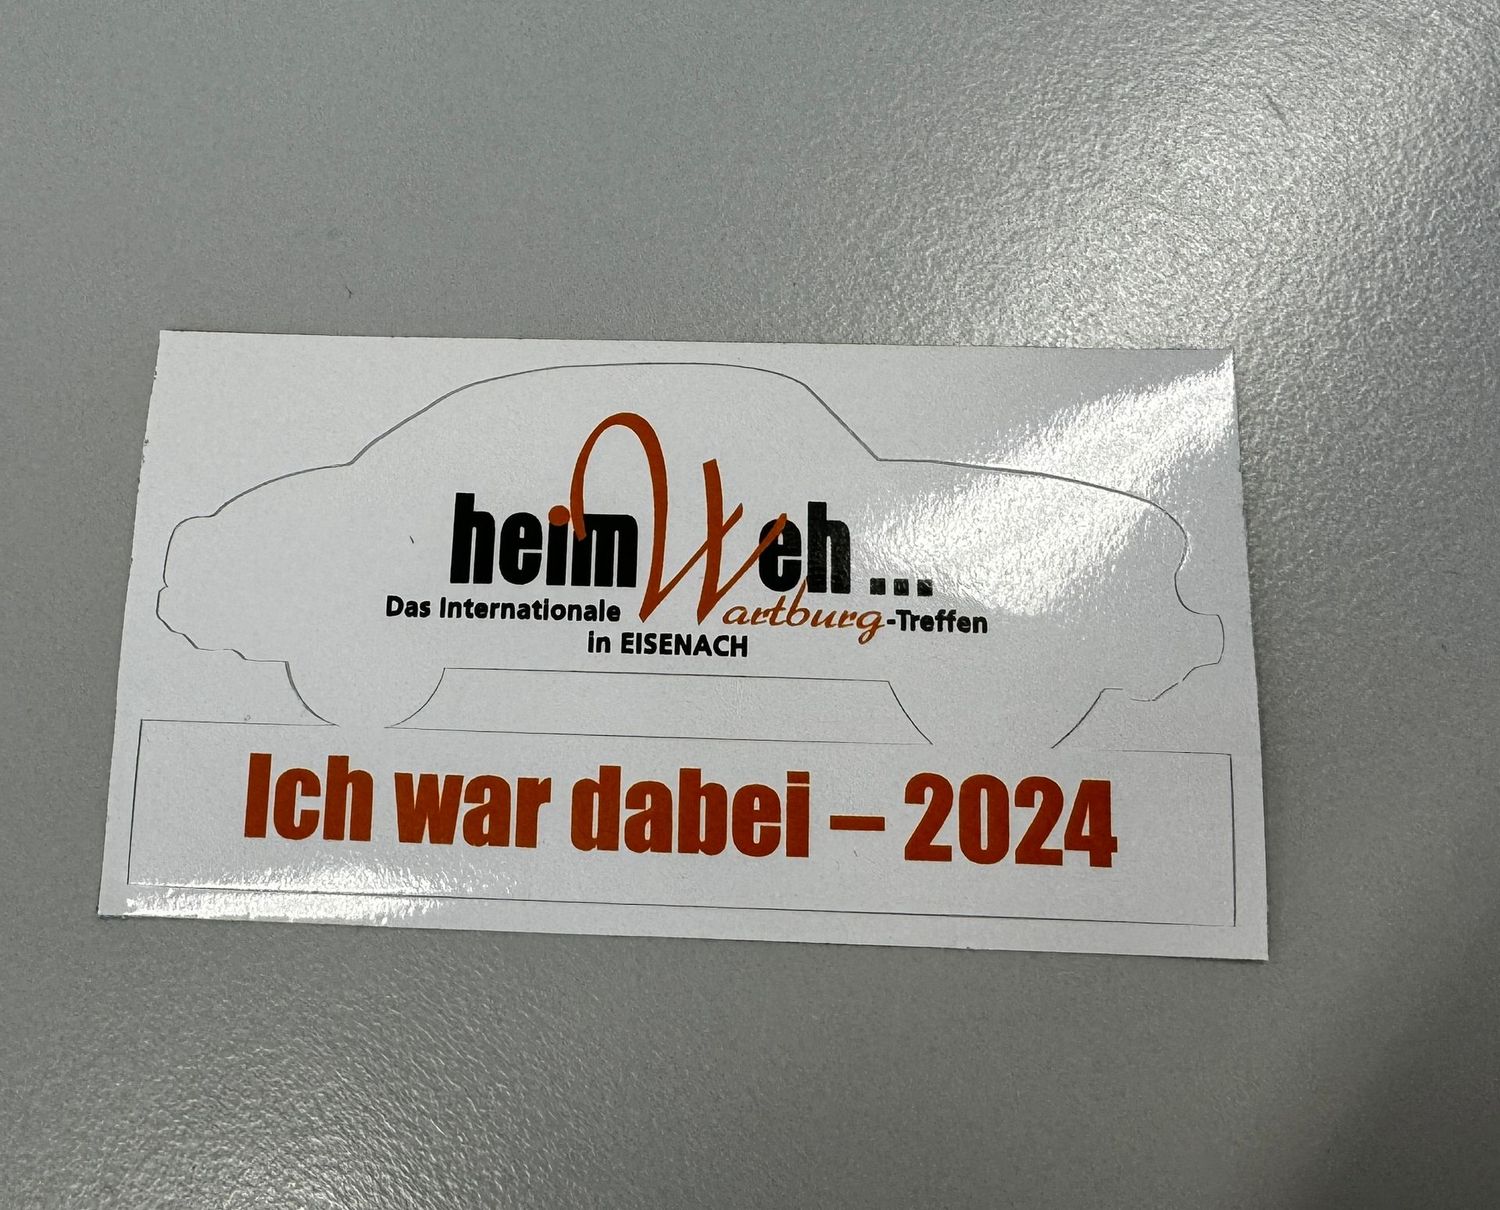 heimWeh ...
Das Internationale Wartburg-Treffen
in EISENACH
Ich war dabei – 2024